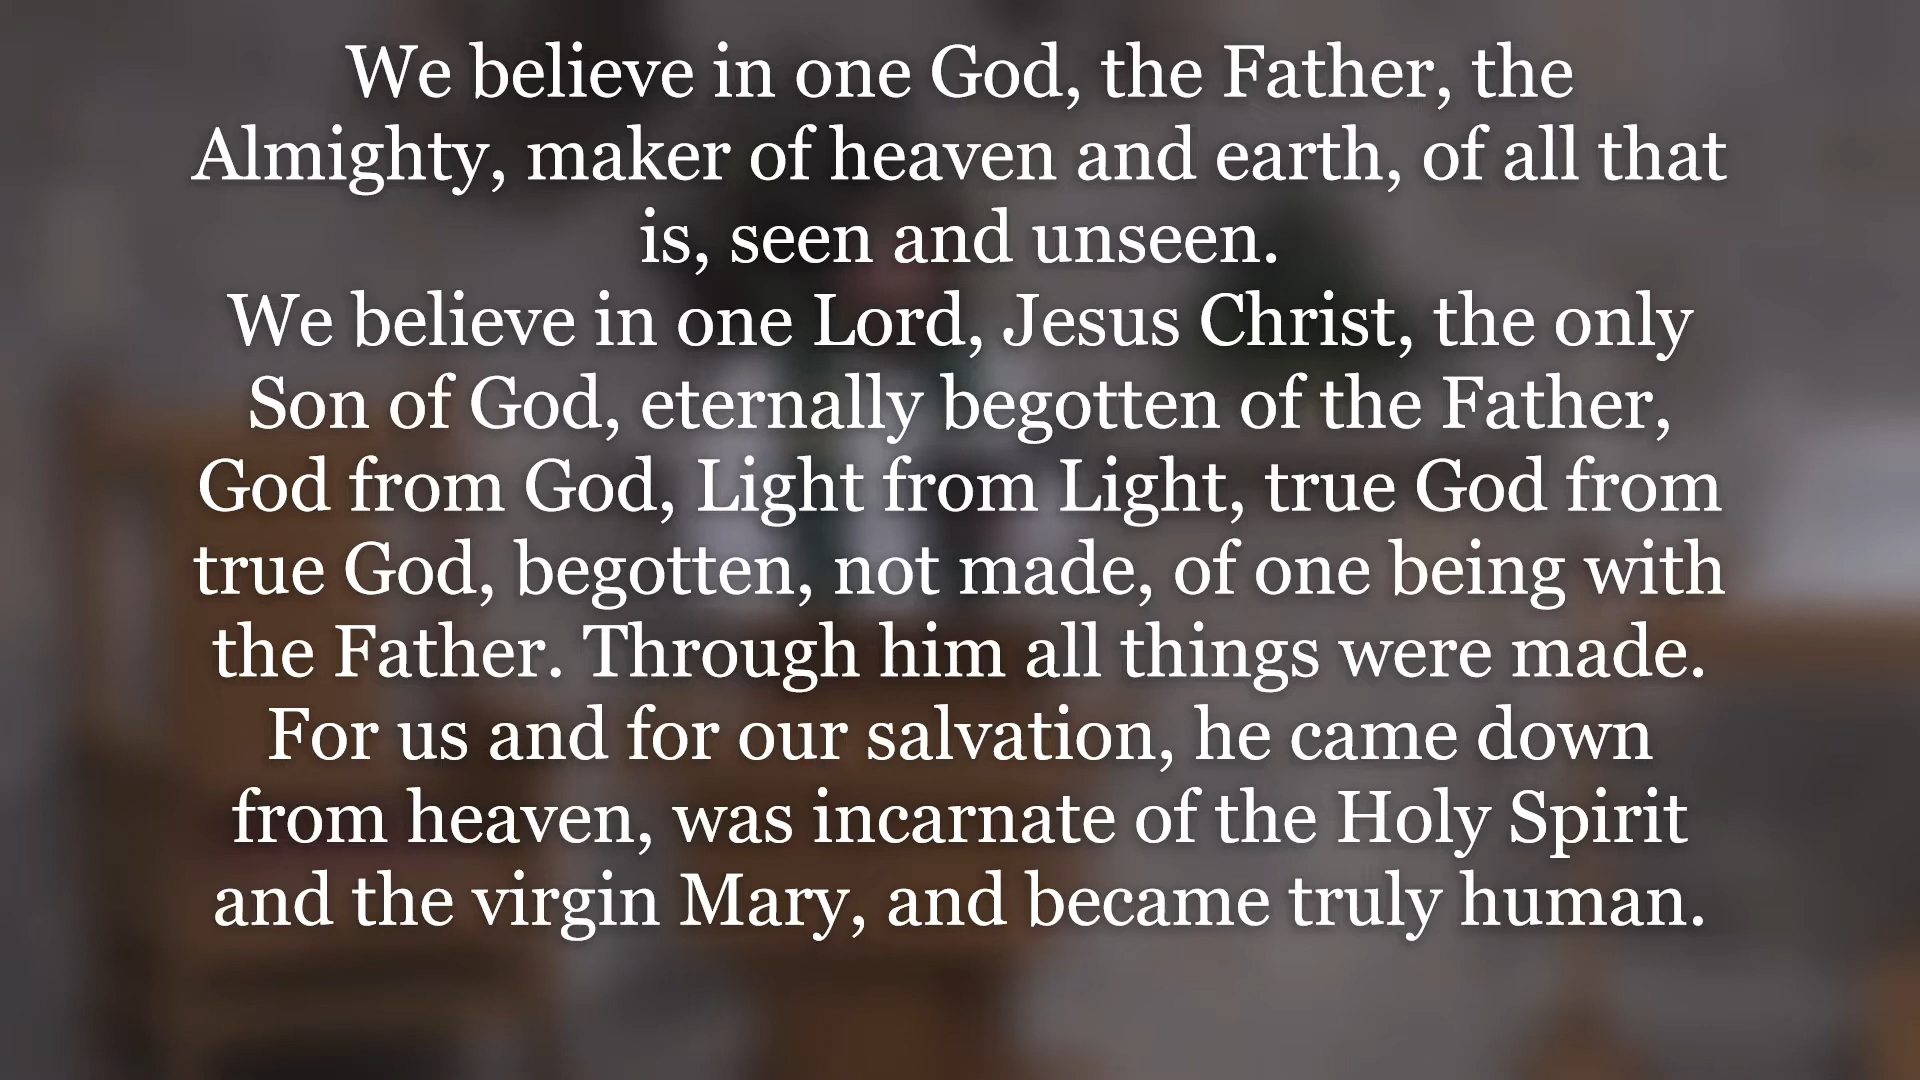 We believe in one God, the Father, the
Almighty, maker of heaven and earth, of all that
is, seen and unseen.
We believe in one Lord, Jesus Christ, the only
Son of God, eternally begotten of the Father,
God from God, Light from Light, true God from
true God, begotten, not made, of one being with
the Father. Through him all things were made.
For us and for our salvation, he came down
from heaven, was incarnate of the Holy Spirit
and the virgin Mary, and became truly human.